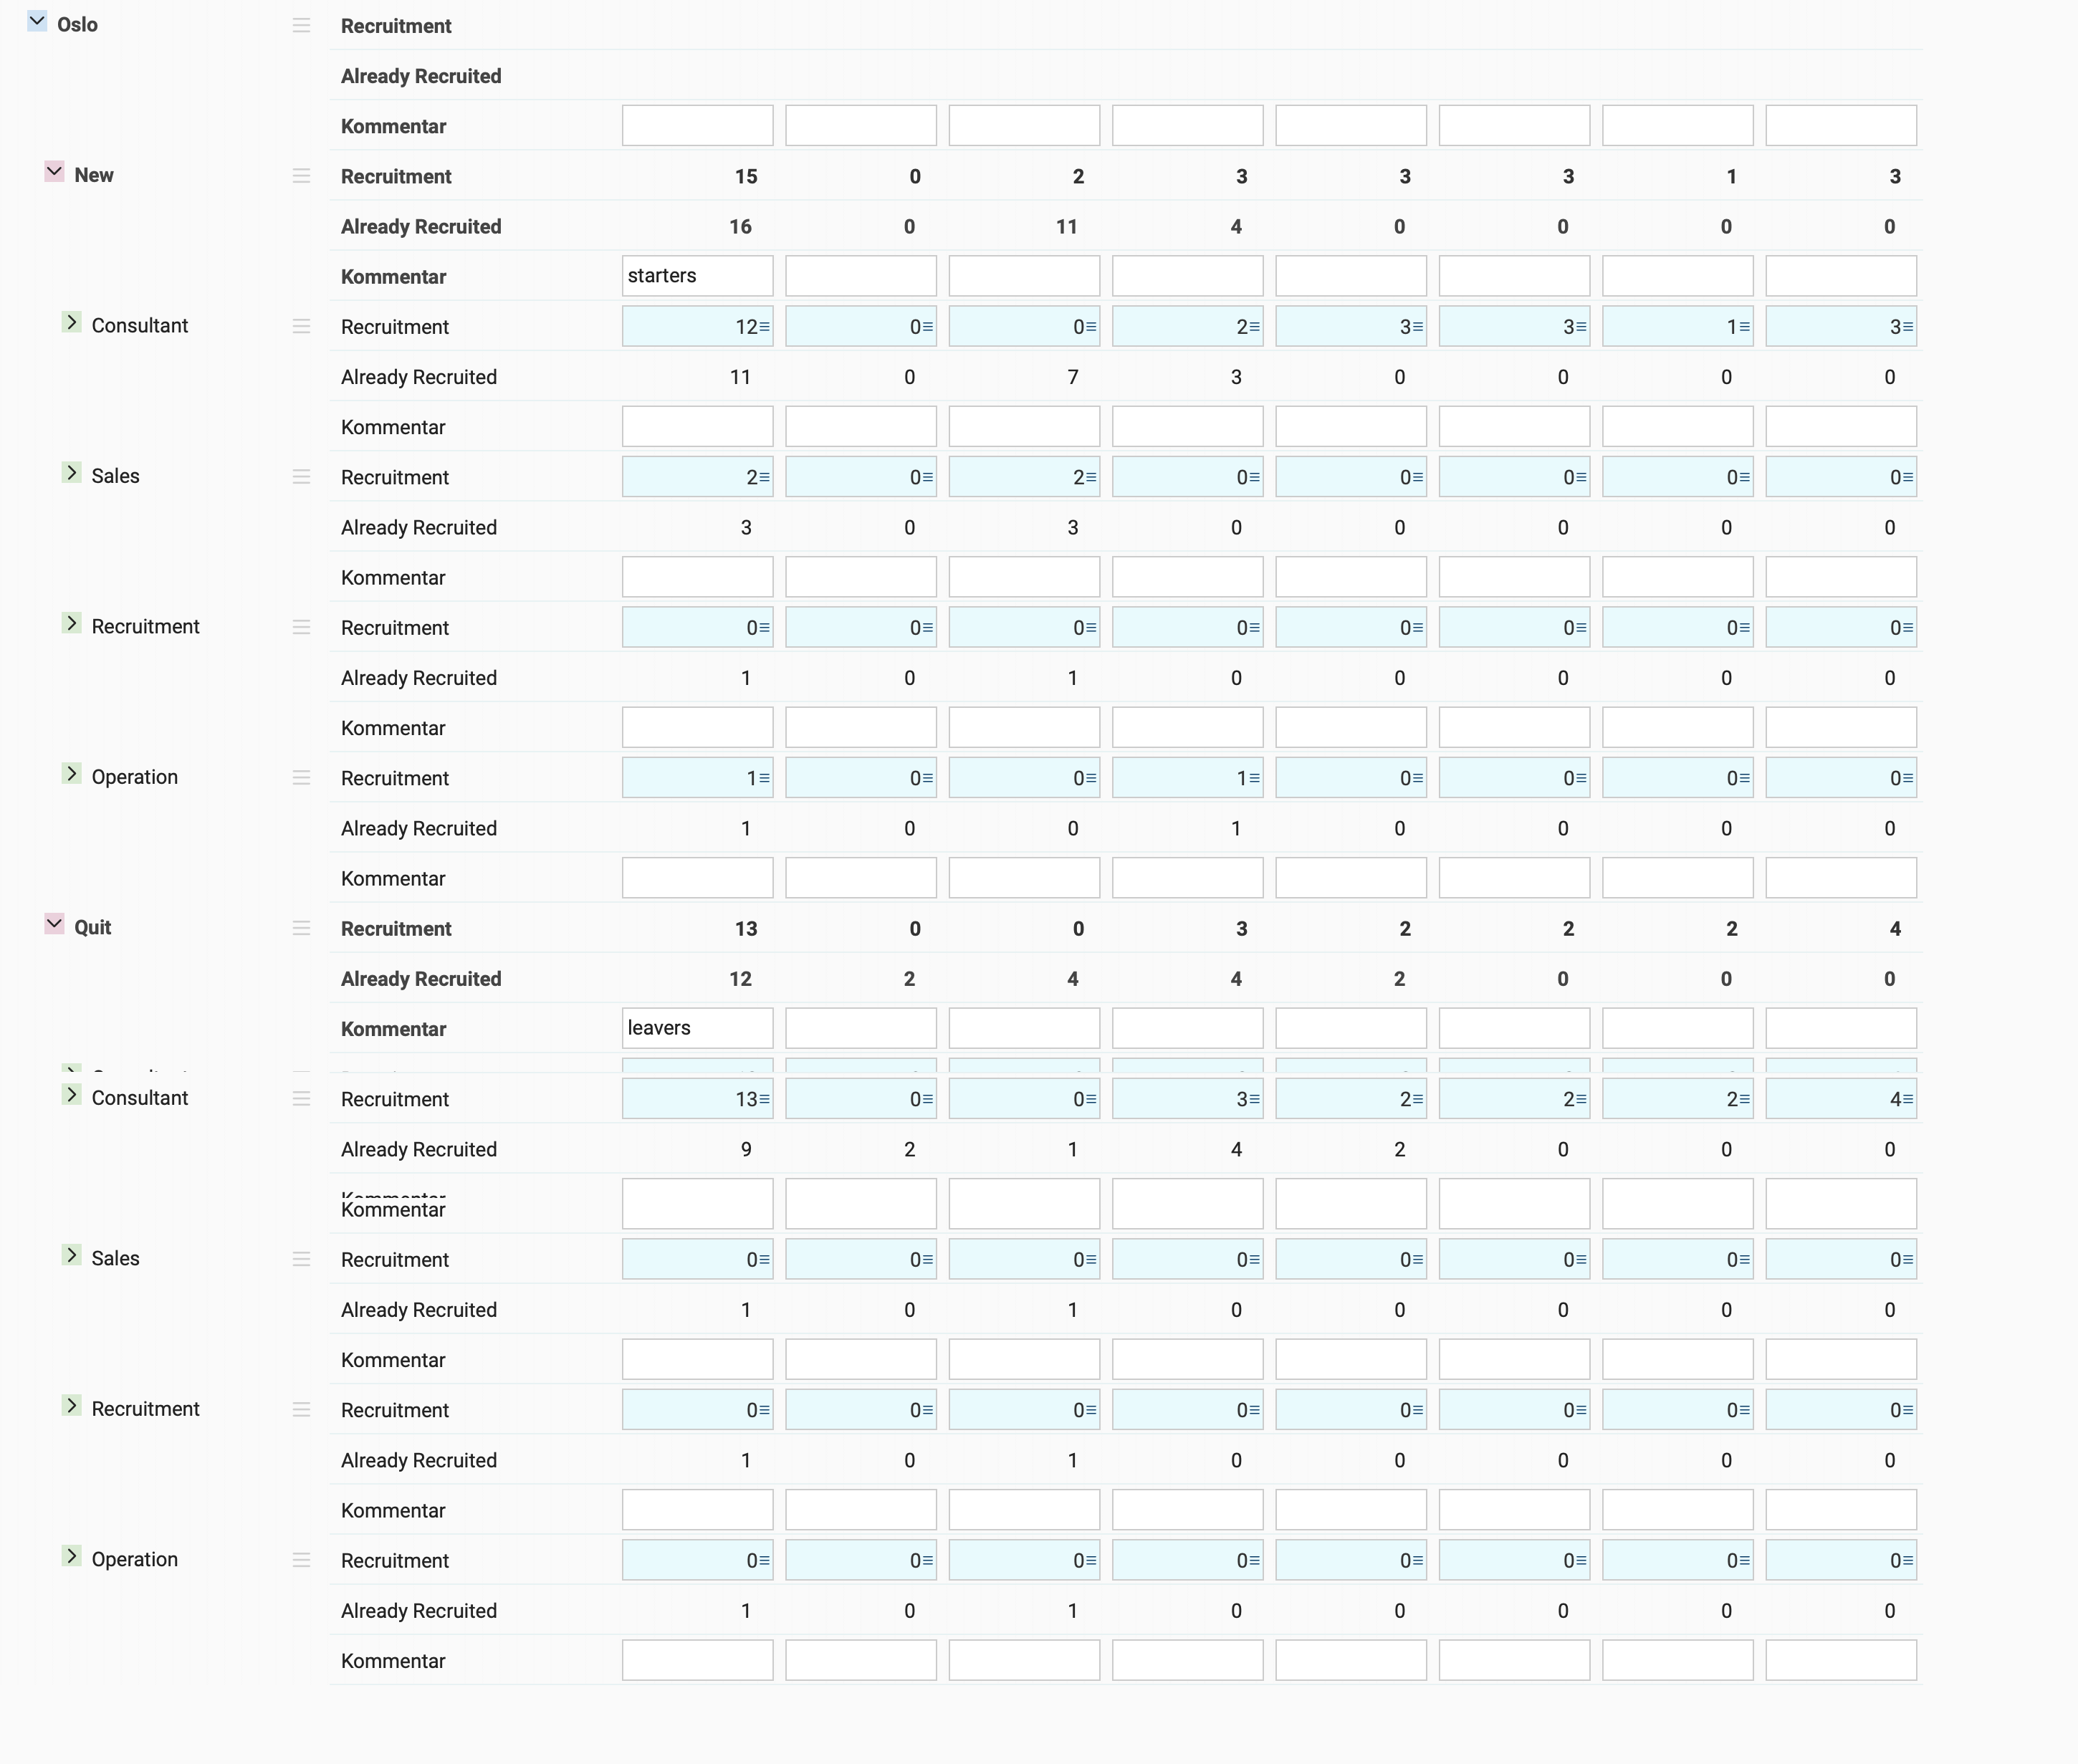 Oslo Recruitment
Already Recruited
Kommentar
New Recruitment 15 0 2 3 3 3 1 3
Already Recruited 16 0 11 4 0 0 0 0
Kommentar starters
Consultant Recruitment 12 0 0 2 3 3 1 3
Already Recruited 11 0 7 3 0 0 0 0
Kommentar
Sales Recruitment 2 0 2 0 0 0 0 0
Already Recruited 3 0 3 0 0 0 0 0
Kommentar
Recruitment Recruitment 0 0 0 0 0 0 0 0
Already Recruited 1 0 1 0 0 0 0 0
Kommentar
Operation Recruitment 1 0 0 1 0 0 0 0
Already Recruited 1 0 0 1 0 0 0 0
Kommentar
Quit Recruitment 13 0 0 3 2 2 2 4
Already Recruited 12 2 4 4 2 0 0 0
Kommentar leavers
Consultant Recruitment 13 0 0 3 2 2 2 4
Already Recruited 9 2 1 4 2 0 0 0
Kommentar
Sales Recruitment 0 0 0 0 0 0 0 0
Already Recruited 1 0 1 0 0 0 0 0
Kommentar
Recruitment Recruitment 0 0 0 0 0 0 0 0
Already Recruited 1 0 1 0 0 0 0 0
Kommentar
Operation Recruitment 0 0 0 0 0 0 0 0
Already Recruited 1 0 1 0 0 0 0 0
Kommentar